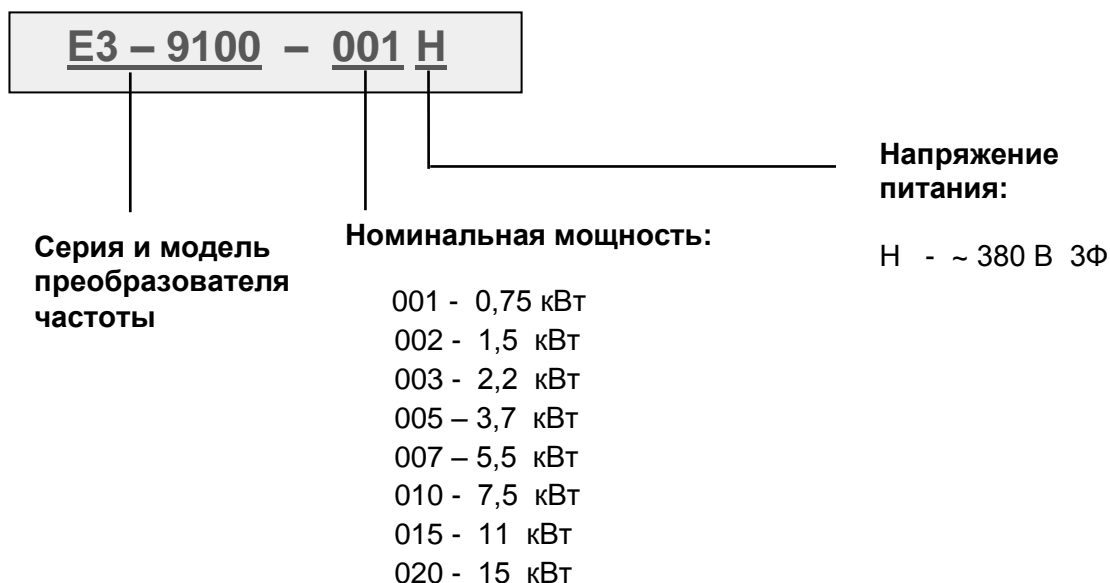 E3 – 9100 – 001 H
Напряжение
питания:
Н - ~ 380 В 3Ф
Серия и модель
преобразователя
частоты
Номинальная мощность:
001 - 0,75 кВт
002 - 1,5 кВт
003 - 2,2 кВт
005 – 3,7 кВт
007 – 5,5 кВт
010 - 7,5 кВт
015 - 11 кВт
020 - 15 кВт